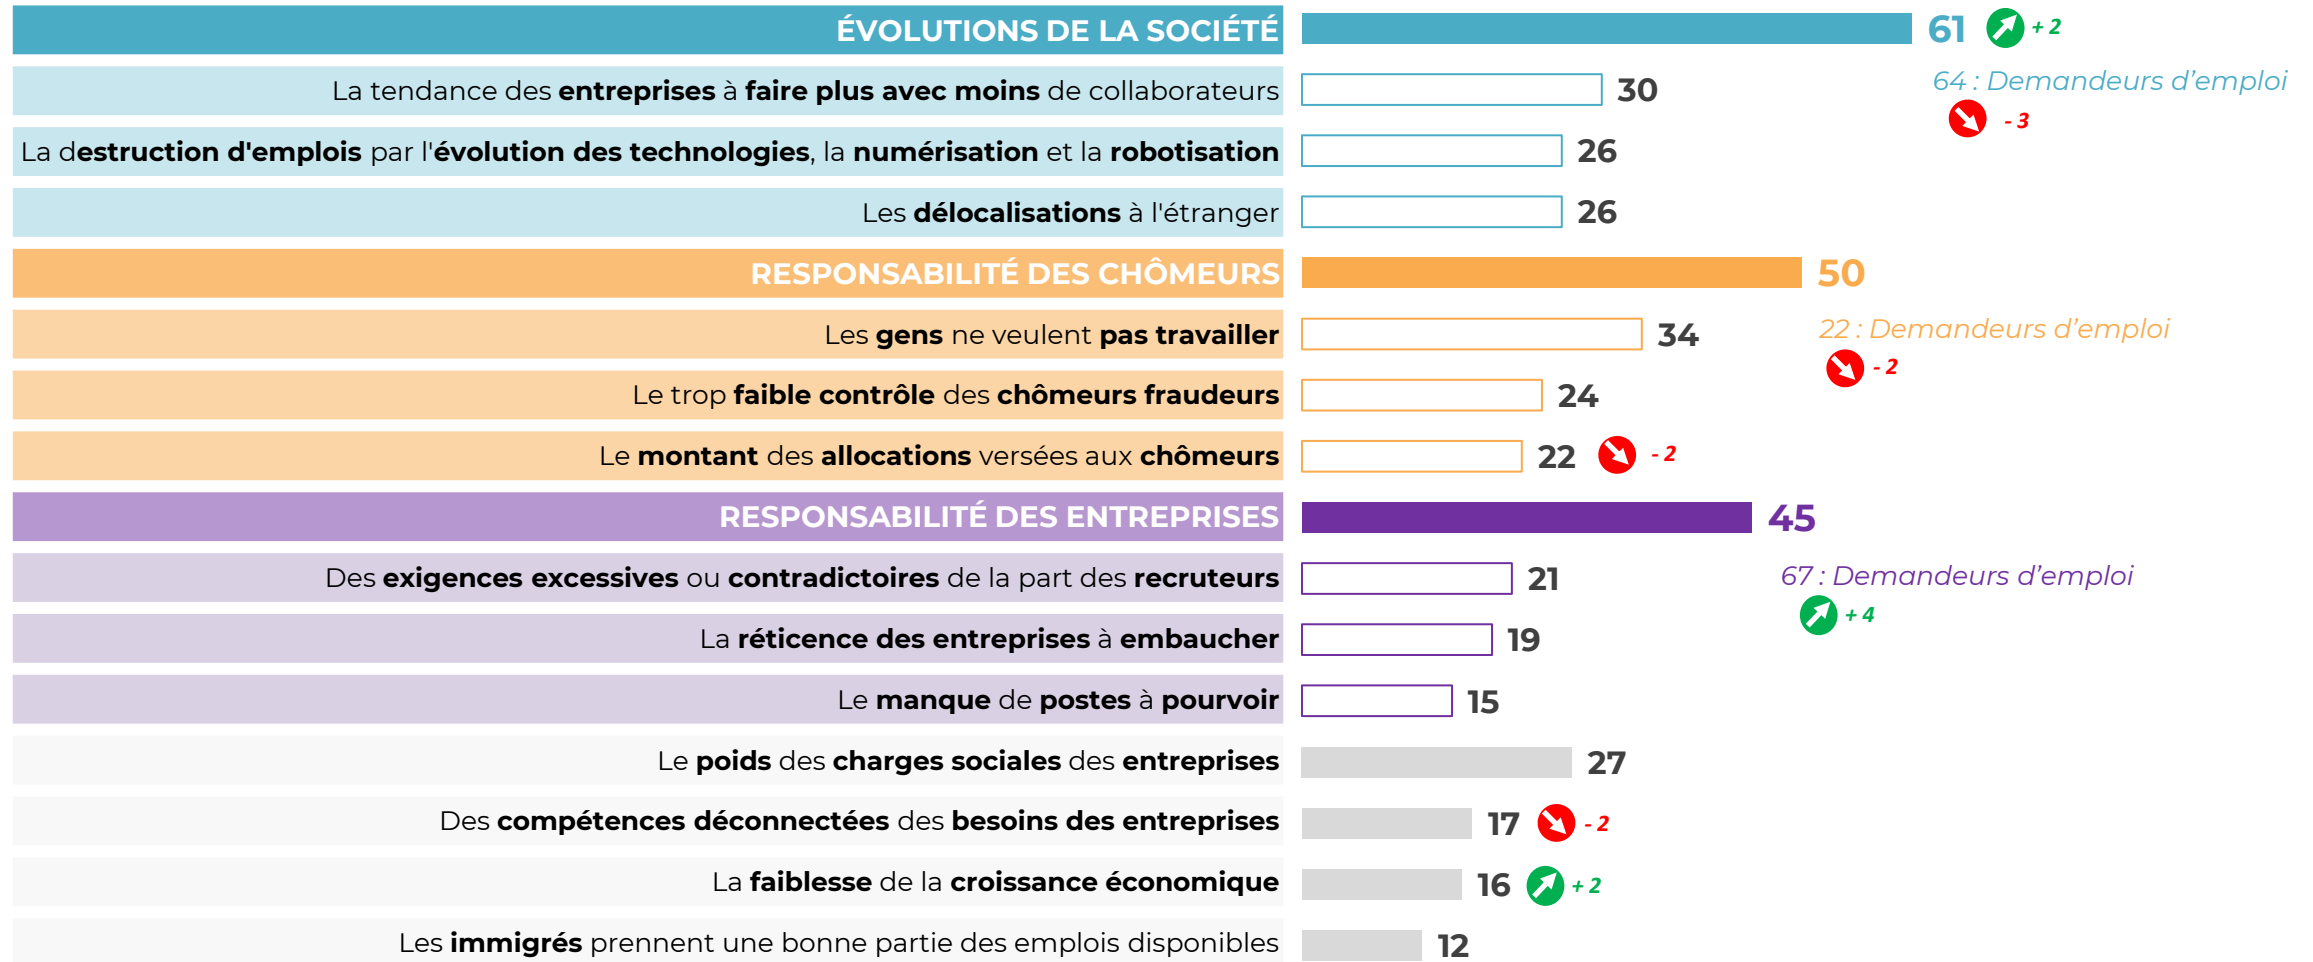 ÉVOLUTIONS DE LA SOCIÉTÉ 61 + 2
La tendance des entreprises à faire plus avec moins de collaborateurs 30
64 : Demandeurs d’emploi
- 3
La destruction d'emplois par l'évolution des technologies, la numérisation et la robotisation 26
Les délocalisations à l'étranger 26
RESPONSABILITÉ DES CHÔMEURS 50
Les gens ne veulent pas travailler 34
22 : Demandeurs d’emploi
- 2
Le trop faible contrôle des chômeurs fraudeurs 24
Le montant des allocations versées aux chômeurs 22 - 2
RESPONSABILITÉ DES ENTREPRISES 45
Des exigences excessives ou contradictoires de la part des recruteurs 21
67 : Demandeurs d’emploi
+ 4
La réticence des entreprises à embaucher 19
Le manque de postes à pourvoir 15
Le poids des charges sociales des entreprises 27
Des compétences déconnectées des besoins des entreprises 17 - 2
La faiblesse de la croissance économique 16 + 2
Les immigrés prennent une bonne partie des emplois disponibles 12